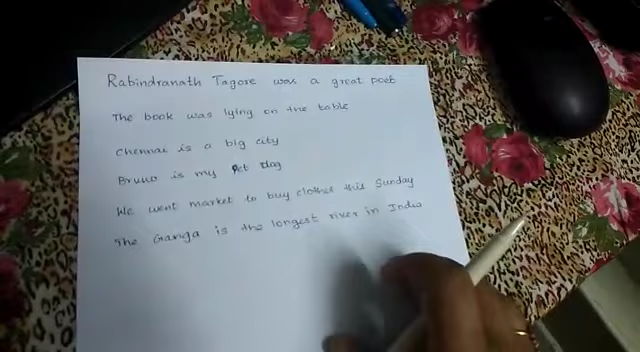 Rabindranath Tagore was a great poet
The book was lying on the table
Chennai is a big city
Bruno is my Pet dog
We went market to buy clothes this Sunday
The Ganga is the longest river in India